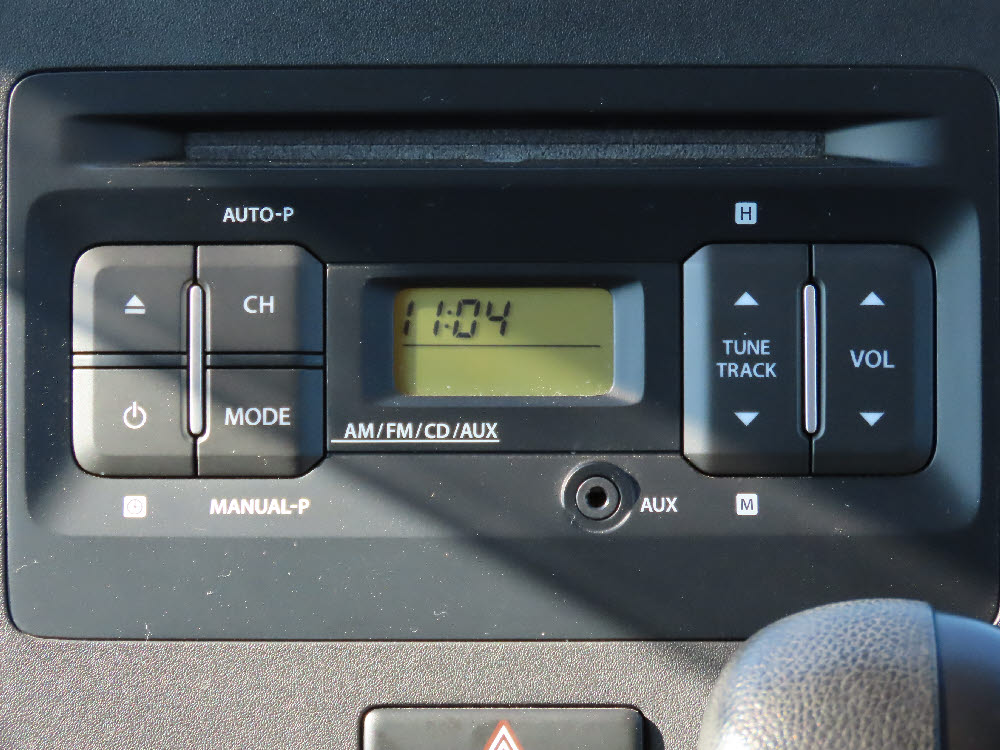 AUTO-P
H
CH
11:04
TUNE
TRACK
VOL
MODE
AM/FM/CD/AUX
MANUAL-P
AUX
M